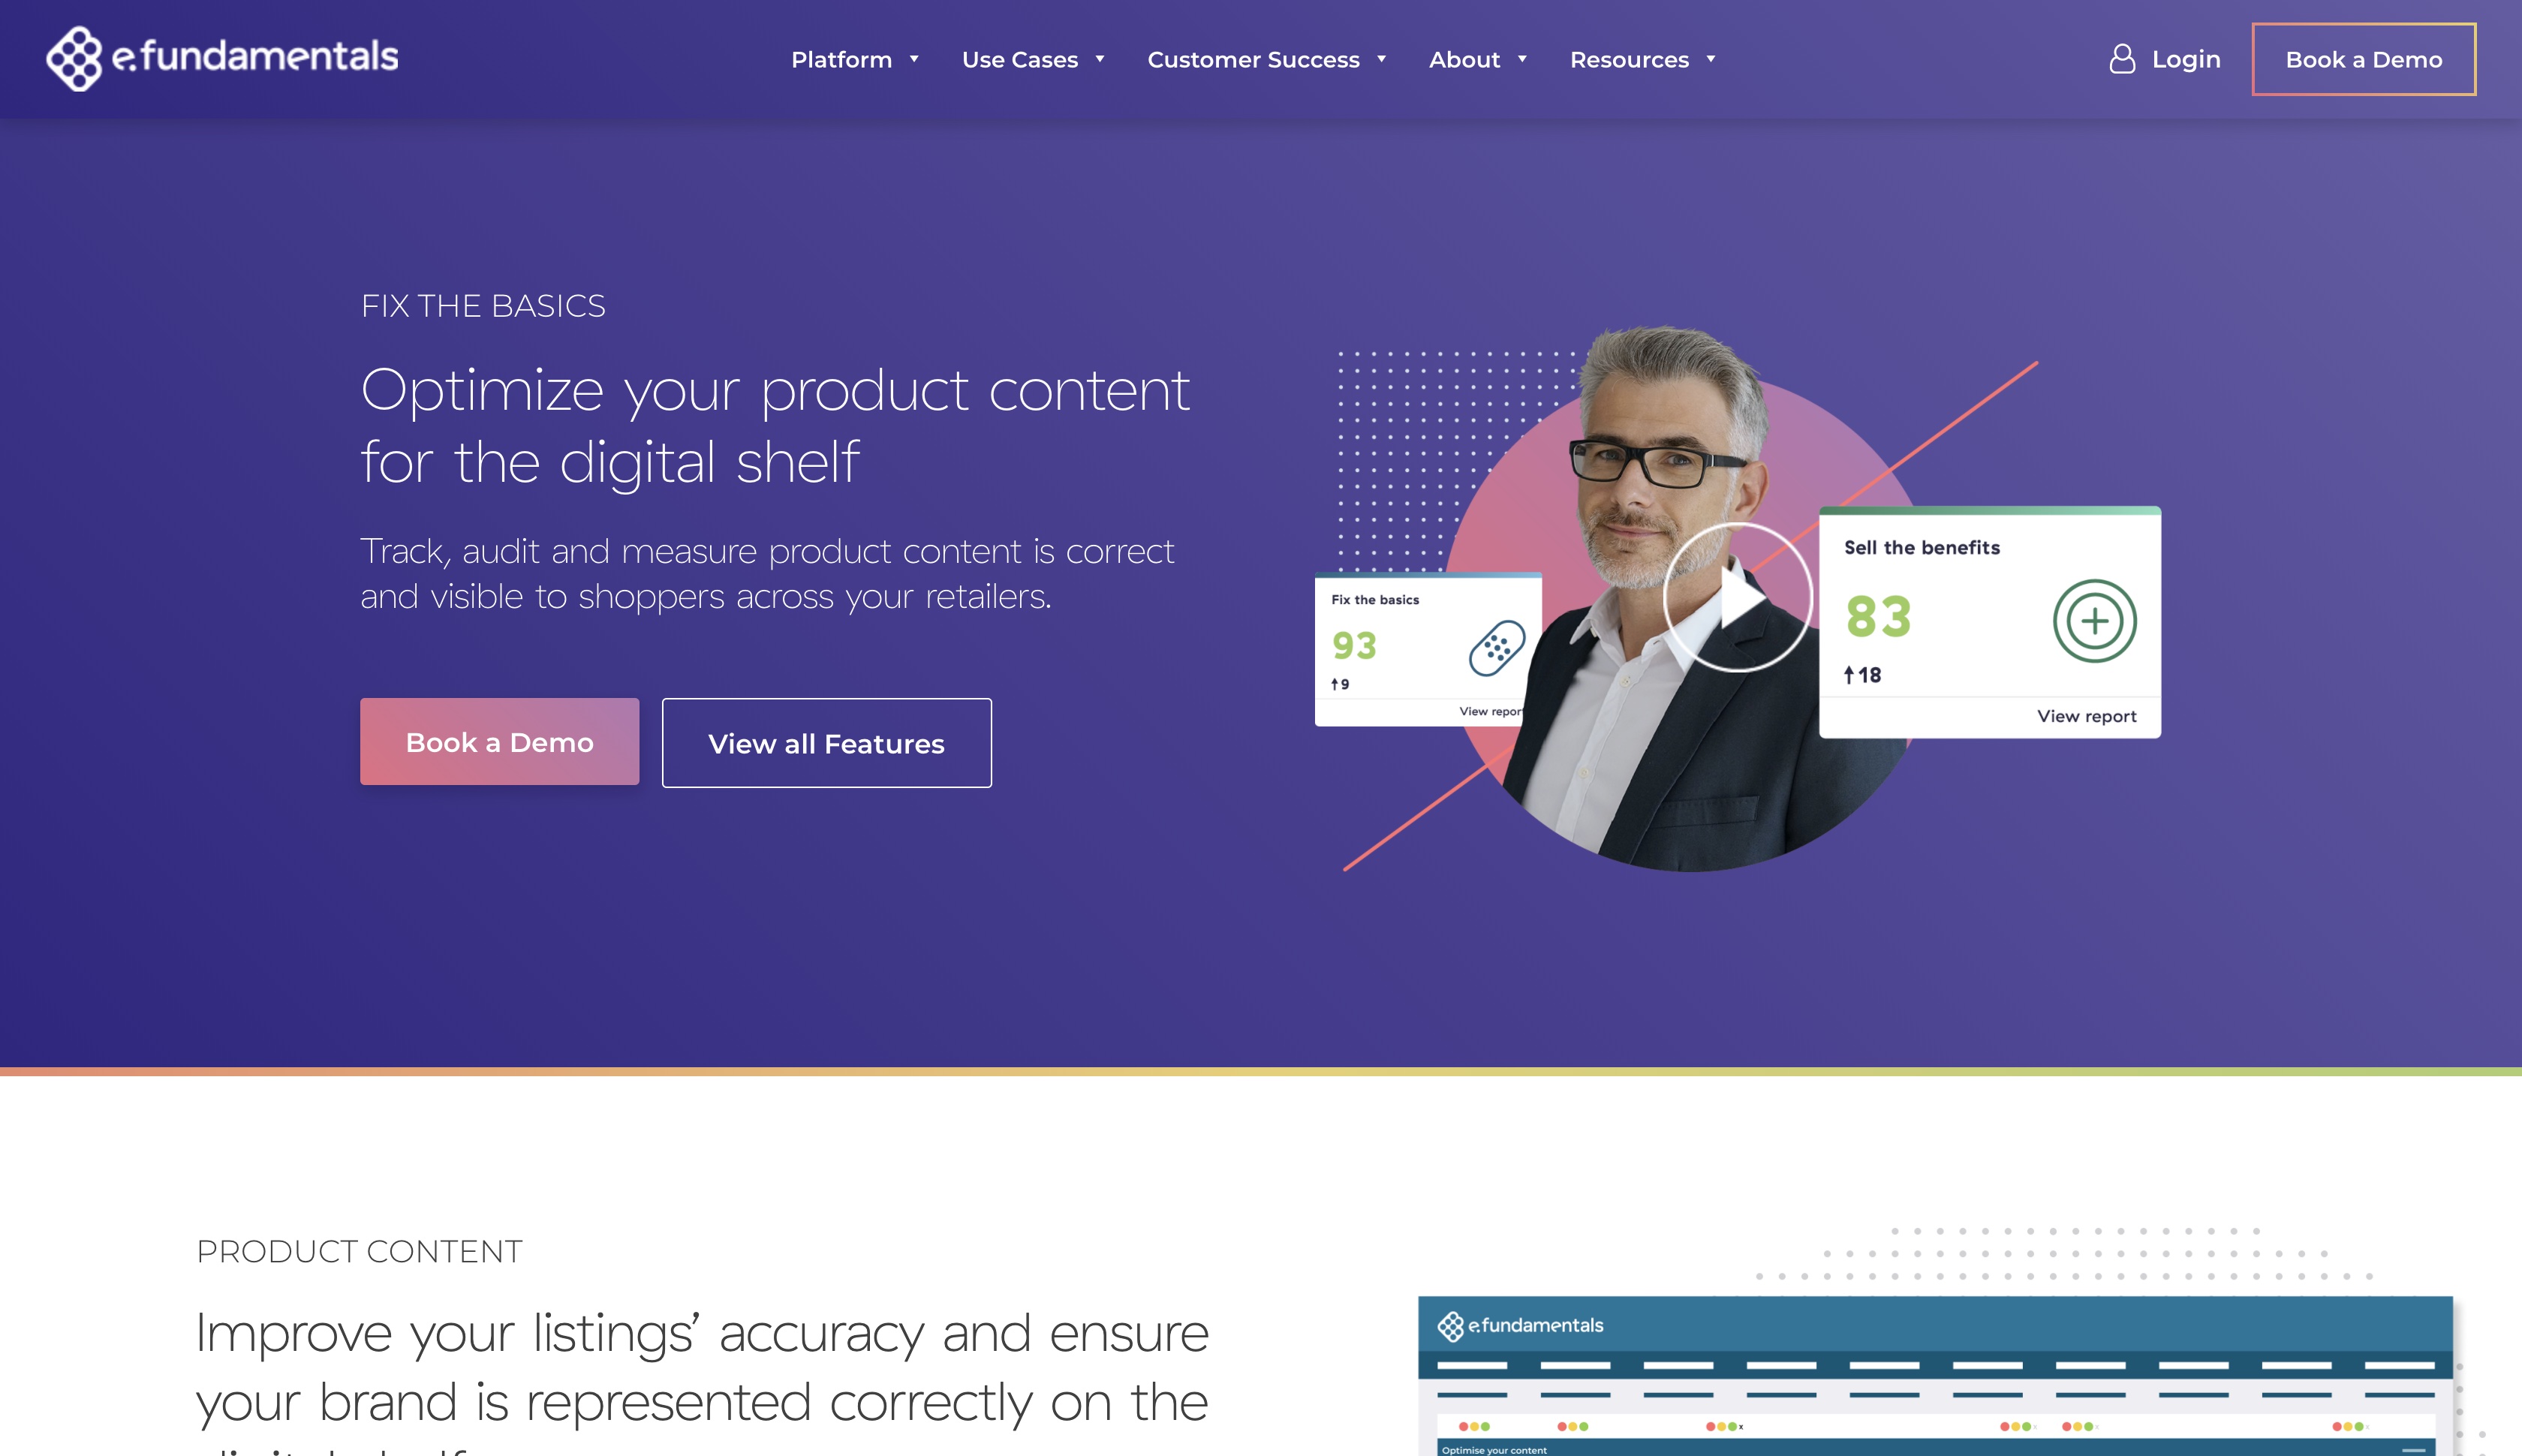 e.fundamentals
Platform
Use Cases
Customer Success
About
Resources
Login
Book a Demo
FIX THE BASICS
Optimize your product content
for the digital shelf
Track, audit and measure product content is correct
and visible to shoppers across your retailers.
Book a Demo
View all Features
Fix the basics
93
9
View report
Sell the benefits
83
18
View report
PRODUCT CONTENT
Improve your listings’ accuracy and ensure
your brand is represented correctly on the
e.fundamentals
Optimise your content